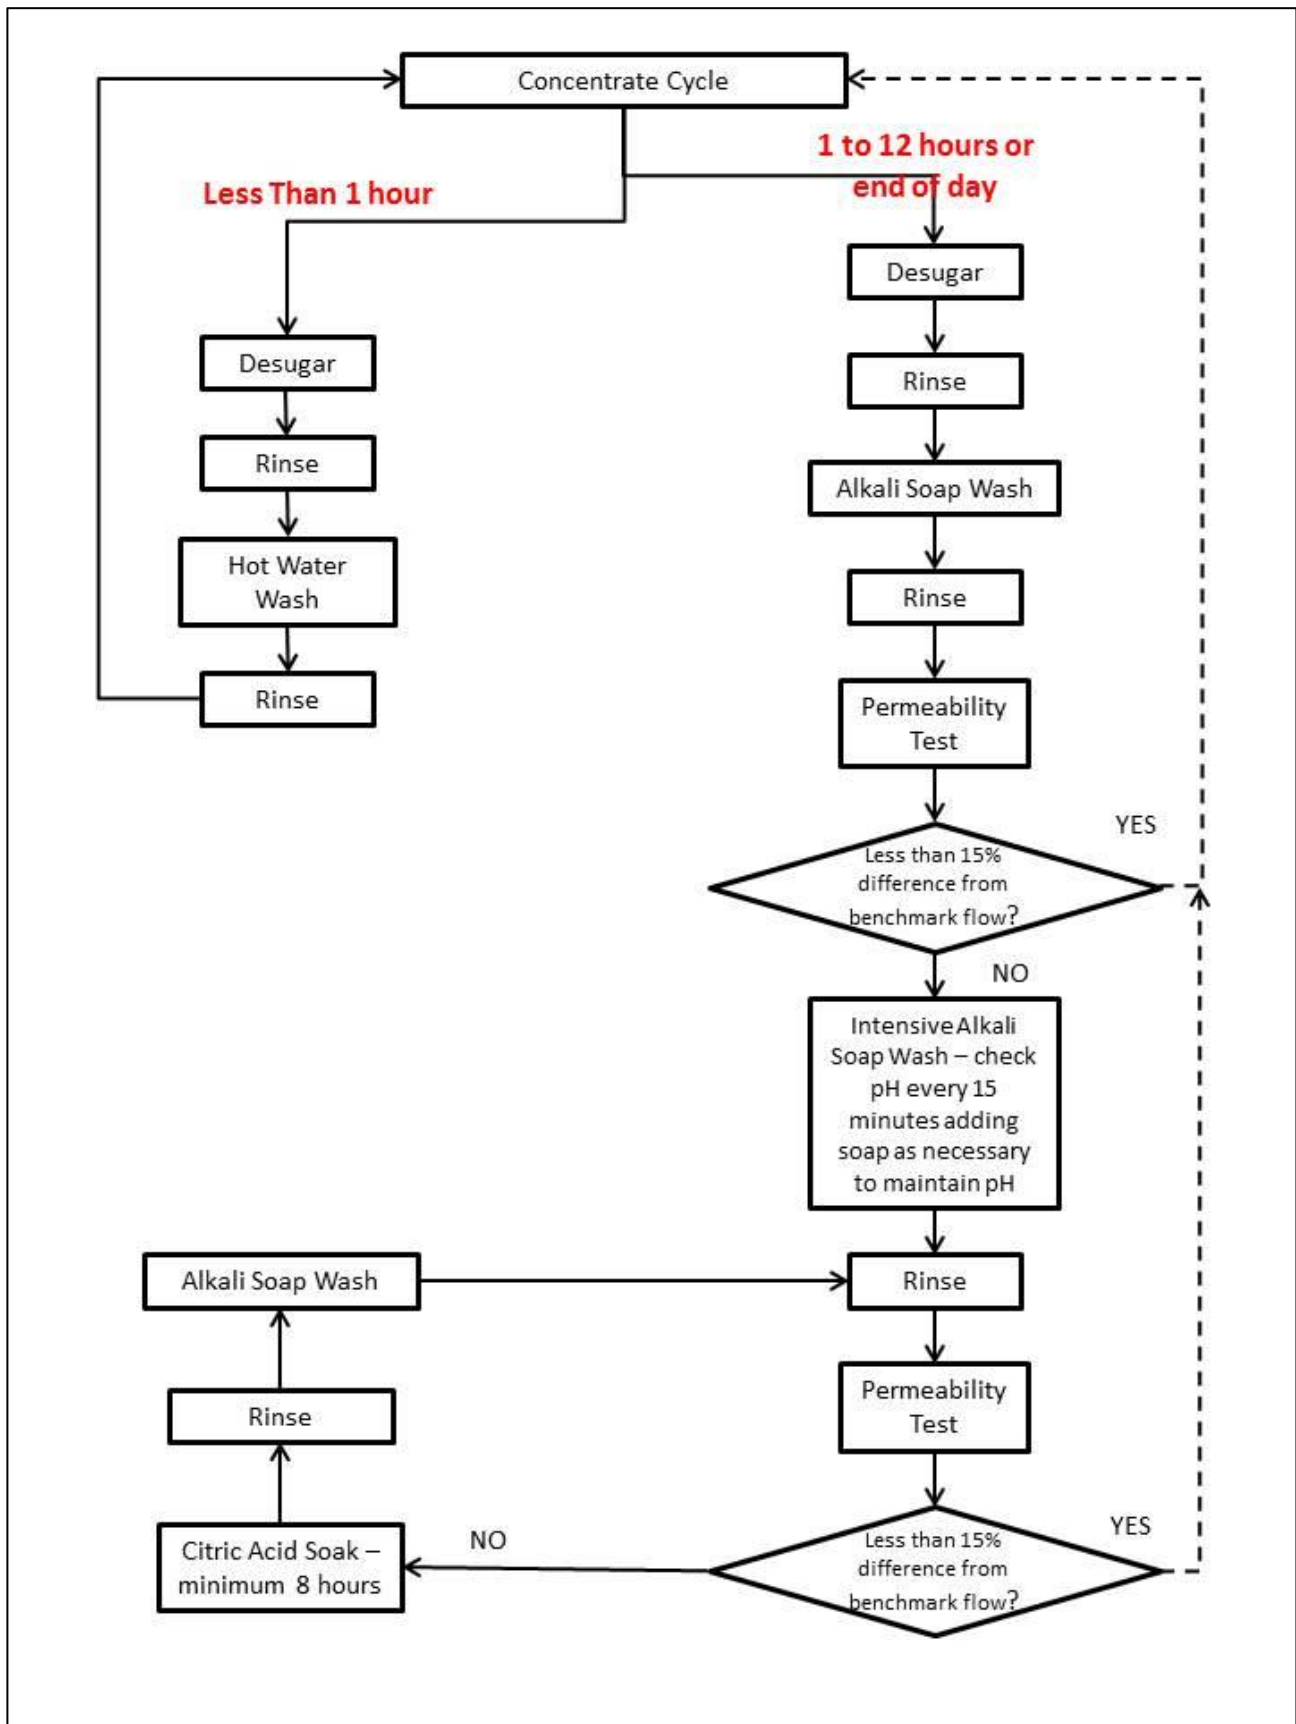 Concentrate Cycle
1 to 12 hours or
end of day
Less Than 1 hour
Desugar
Rinse
Hot Water
Wash
Rinse
Desugar
Rinse
Alkali Soap Wash
Rinse
Permeability
Test
YES
Less than 15%
difference from
benchmark flow?
NO
Intensive Alkali
Soap Wash – check
pH every 15
minutes adding
soap as necessary
to maintain pH
Alkali Soap Wash
Rinse
Rinse
Permeability
Test
Citric Acid Soak –
minimum 8 hours
NO
Less than 15%
difference from
benchmark flow?
YES